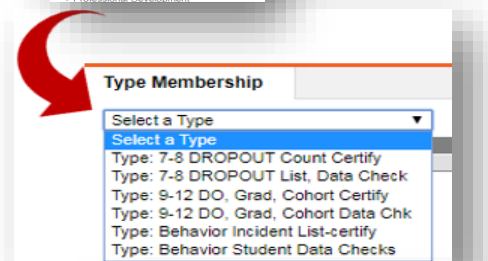 Professional Development
Type Membership
Select a Type
Select a Type
Type: 7-8 DROPOUT Count Certify
Type: 7-8 DROPOUT List, Data Check
Type: 9-12 DO, Grad, Cohort Certify
Type: 9-12 DO, Grad, Cohort Data Chk
Type: Behavior Incident List-certify
Type: Behavior Student Data Checks